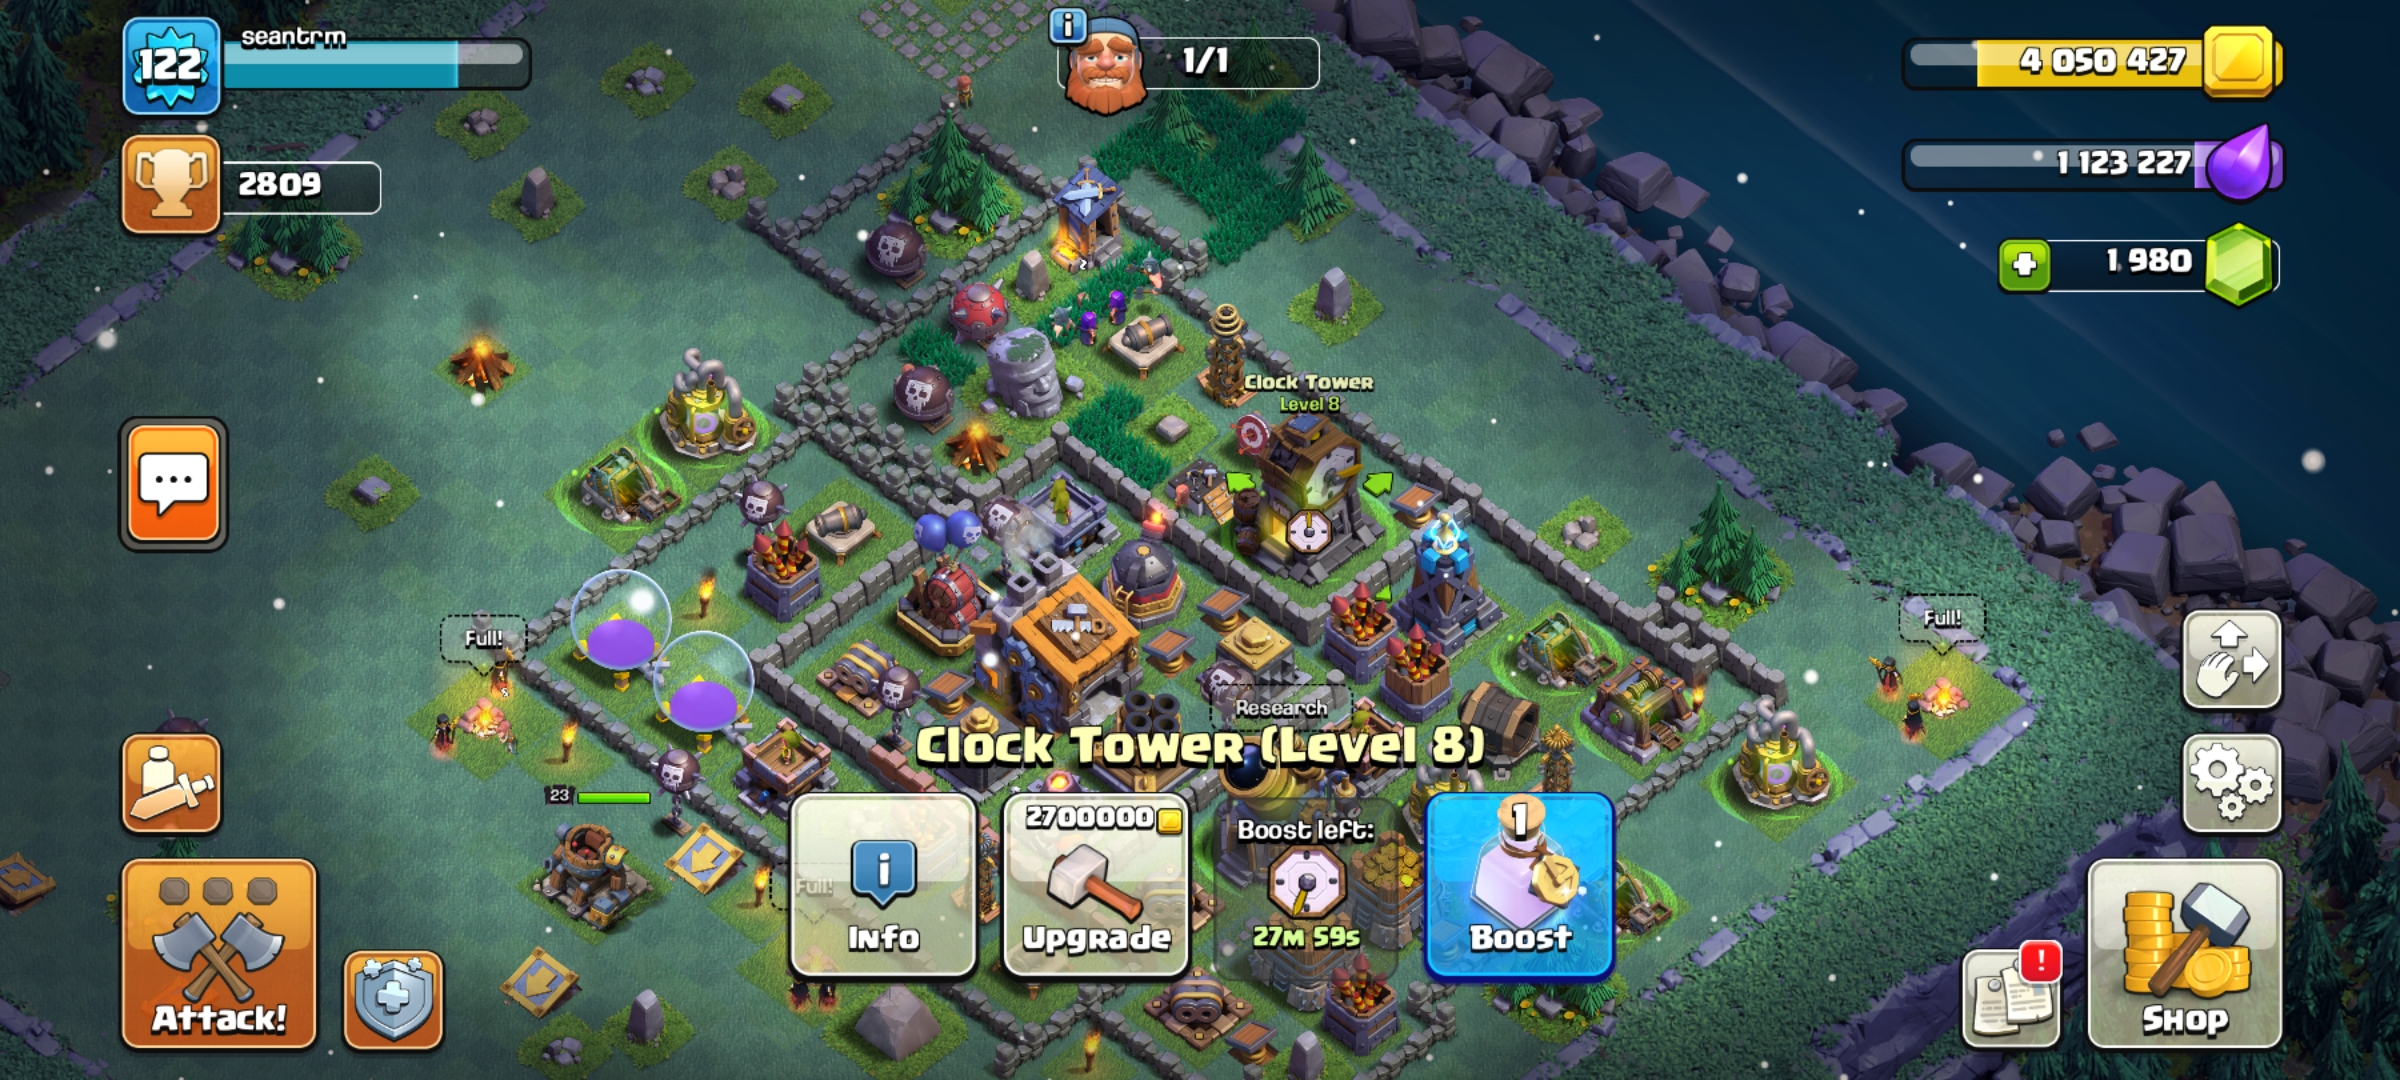 122
seantrm
1/1
4 050 427
2809
1 123 227
1 980
Clock Tower
Level 8
Full!
Full!
Research
Clock Tower (Level 8)
23
2700000
Boost left:
1
Full!
Info
Upgrade
27M 59s
Boost
!
Attack!
Shop